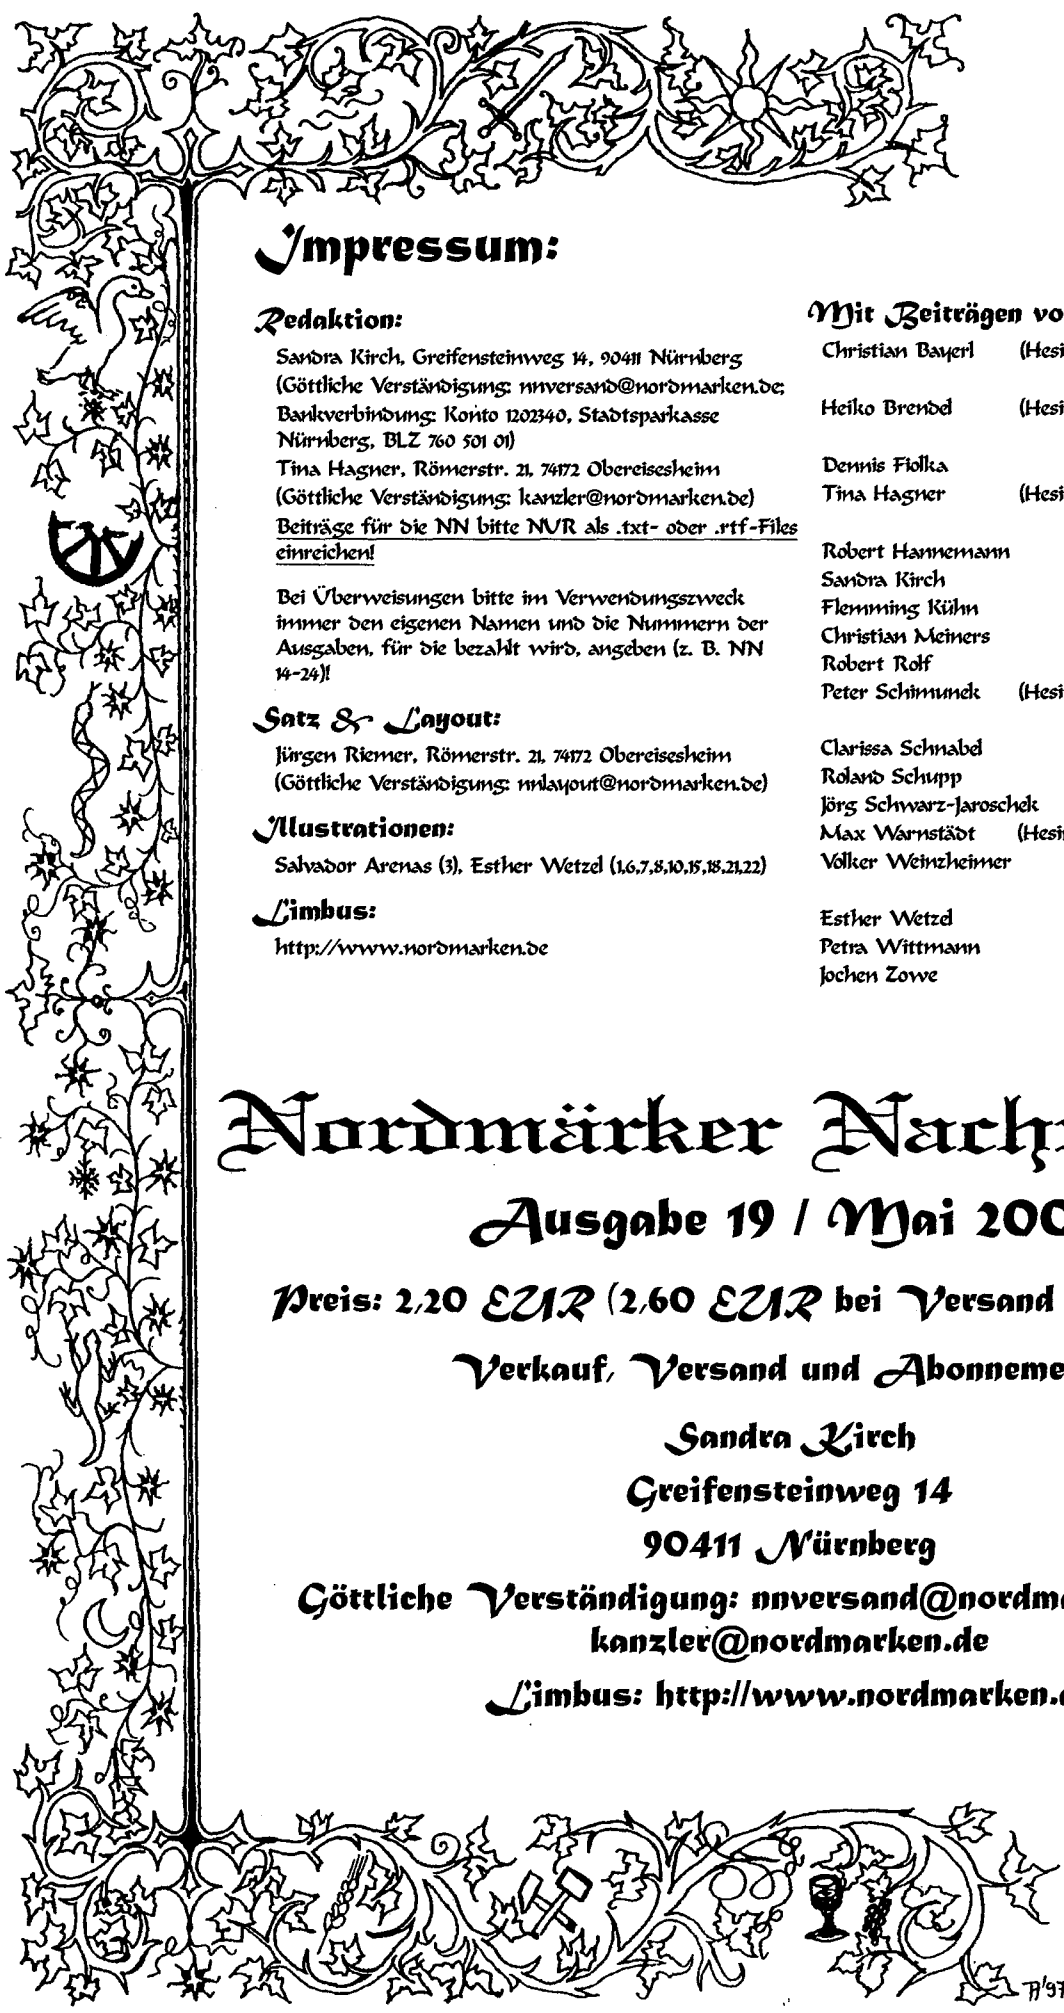 Impressum:
Redaktion:
Sandra Kirch, Greifensteinweg 14, 90411 Nürnberg
(Göttliche Verständigung: nnversand@nordmarken.de;
Bankverbindung: Konto 1202340, Stadtsparkasse
Nürnberg, BLZ 760 501 01)
Tina Hagner, Römerstr. 21, 74172 Obereisesheim
(Göttliche Verständigung: kanzler@nordmarken.de)
Beiträge für die NN bitte NUR als .txt- oder .rtf-Files
einreichen!
Bei Überweisungen bitte im Verwendungszweck
immer den eigenen Namen und die Nummern der
Ausgaben, für die bezahlt wird, angeben (z. B. NN
14-24)!
Satz & Layout:
Jürgen Riemer, Römerstr. 21, 74172 Obereisesheim
(Göttliche Verständigung: nnlayout@nordmarken.de)
Illustrationen:
Salvador Arenas (3), Esther Wetzel (1,6,7,8,10,15,18,21,22)
Limbus:
http://www.nordmarken.de
Mit Beiträgen vo
Christian Bayerl (Hesi
Heiko Brendel (Hesi
Dennis Fiolka
Tina Hagner (Hesi
Robert Hannemann
Sandra Kirch
Flemming Kühn
Christian Meiners
Robert Rolf
Peter Schimunek (Hesi
Clarissa Schnabel
Roland Schupp
Jörg Schwarz-Jaroschek
Max Warnstädt (Hesi
Volker Weinzheimer
Esther Wetzel
Petra Wittmann
Jochen Zowe
Nordmärker Nach
Ausgabe 19 / Mai 200
Preis: 2,20 EUR (2,60 EUR bei Versand
Verkauf, Versand und Abonneme
Sandra Kirch
Greifensteinweg 14
90411 Nürnberg
Göttliche Verständigung: nnversand@nordma
kanzler@nordmarken.de
Limbus: http://www.nordmarken.